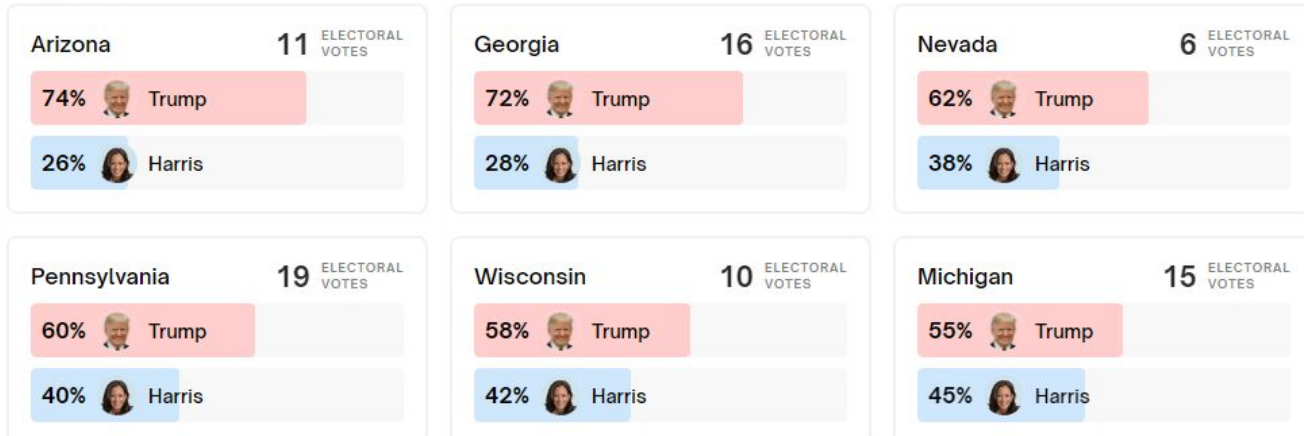 Arizona 11 ELECTORAL VOTES
74% Trump
26% Harris
Georgia 16 ELECTORAL VOTES
72% Trump
28% Harris
Nevada 6 ELECTORAL VOTES
62% Trump
38% Harris
Pennsylvania 19 ELECTORAL VOTES
60% Trump
40% Harris
Wisconsin 10 ELECTORAL VOTES
58% Trump
42% Harris
Michigan 15 ELECTORAL VOTES
55% Trump
45% Harris